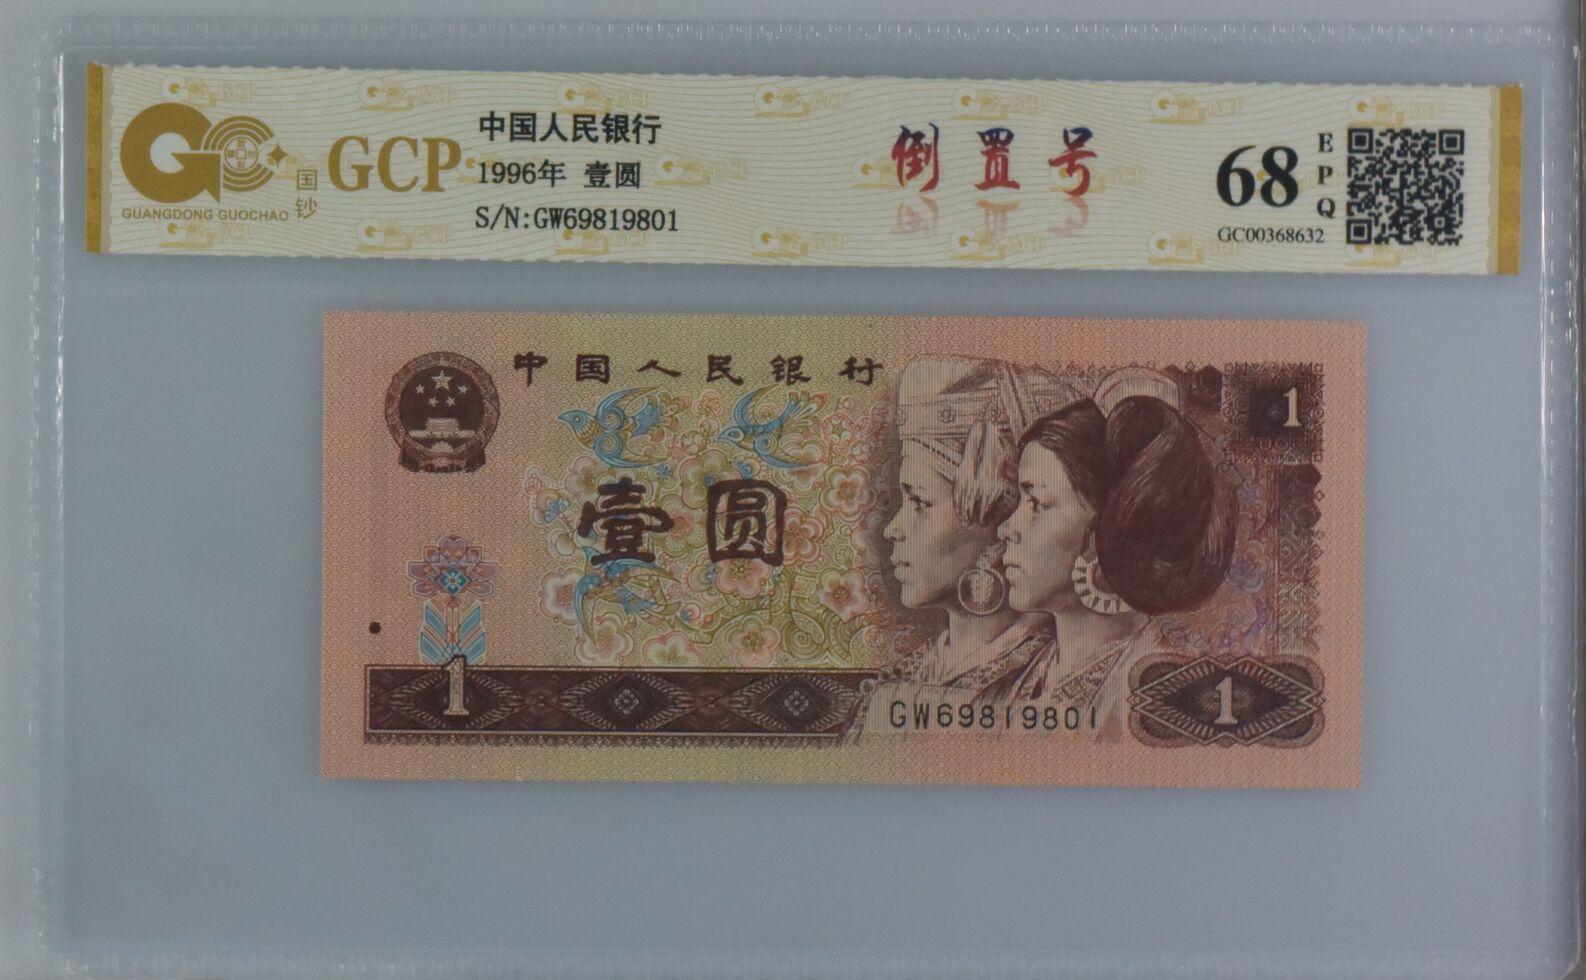 GUANGDONG GUOCHAO
国钞
GCP
中国人民银行
1996年 壹圆
S/N:GW69819801
倒置号
68
EPQ
GC00368632
中国人民银行
1
壹圆
1
GW69819801
1